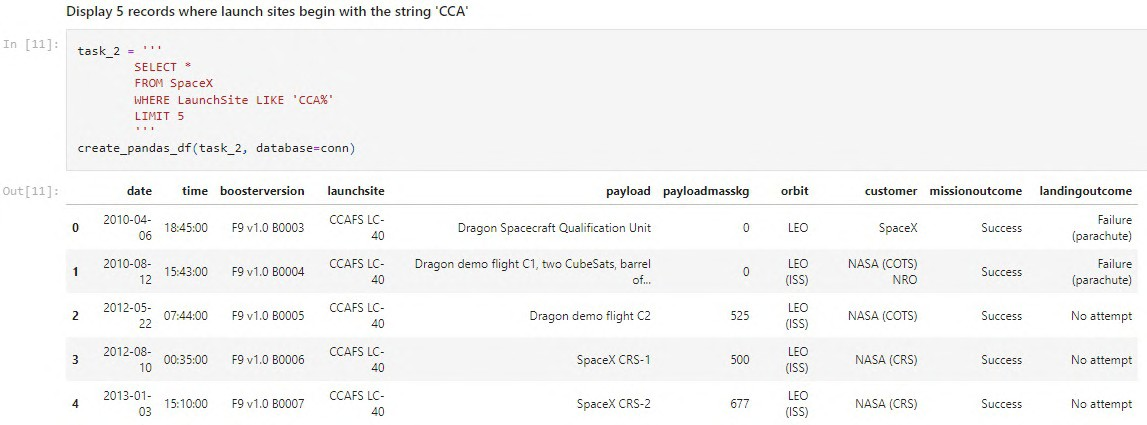 Display 5 records where launch sites begin with the string 'CCA'
In [11]:
task_2 = '''
SELECT *
FROM SpaceX
WHERE LaunchSite LIKE 'CCA%'
LIMIT 5
'''
create_pandas_df(task_2, database=conn)
Out[11]:
date time boosterversion launchsite payload payloadmasskg orbit customer missionoutcome landingoutcome
0 2010-04-06 18:45:00 F9 v1.0 B0003 CCAFS LC-40 Dragon Spacecraft Qualification Unit 0 LEO SpaceX Success Failure (parachute)
1 2010-08-12 15:43:00 F9 v1.0 B0004 CCAFS LC-40 Dragon demo flight C1, two CubeSats, barrel of... 0 LEO (ISS) NASA (COTS) NRO Success Failure (parachute)
2 2012-05-22 07:44:00 F9 v1.0 B0005 CCAFS LC-40 Dragon demo flight C2 525 LEO (ISS) NASA (COTS) Success No attempt
3 2012-08-10 00:35:00 F9 v1.0 B0006 CCAFS LC-40 SpaceX CRS-1 500 LEO (ISS) NASA (CRS) Success No attempt
4 2013-01-03 15:10:00 F9 v1.0 B0007 CCAFS LC-40 SpaceX CRS-2 677 LEO (ISS) NASA (CRS) Success No attempt